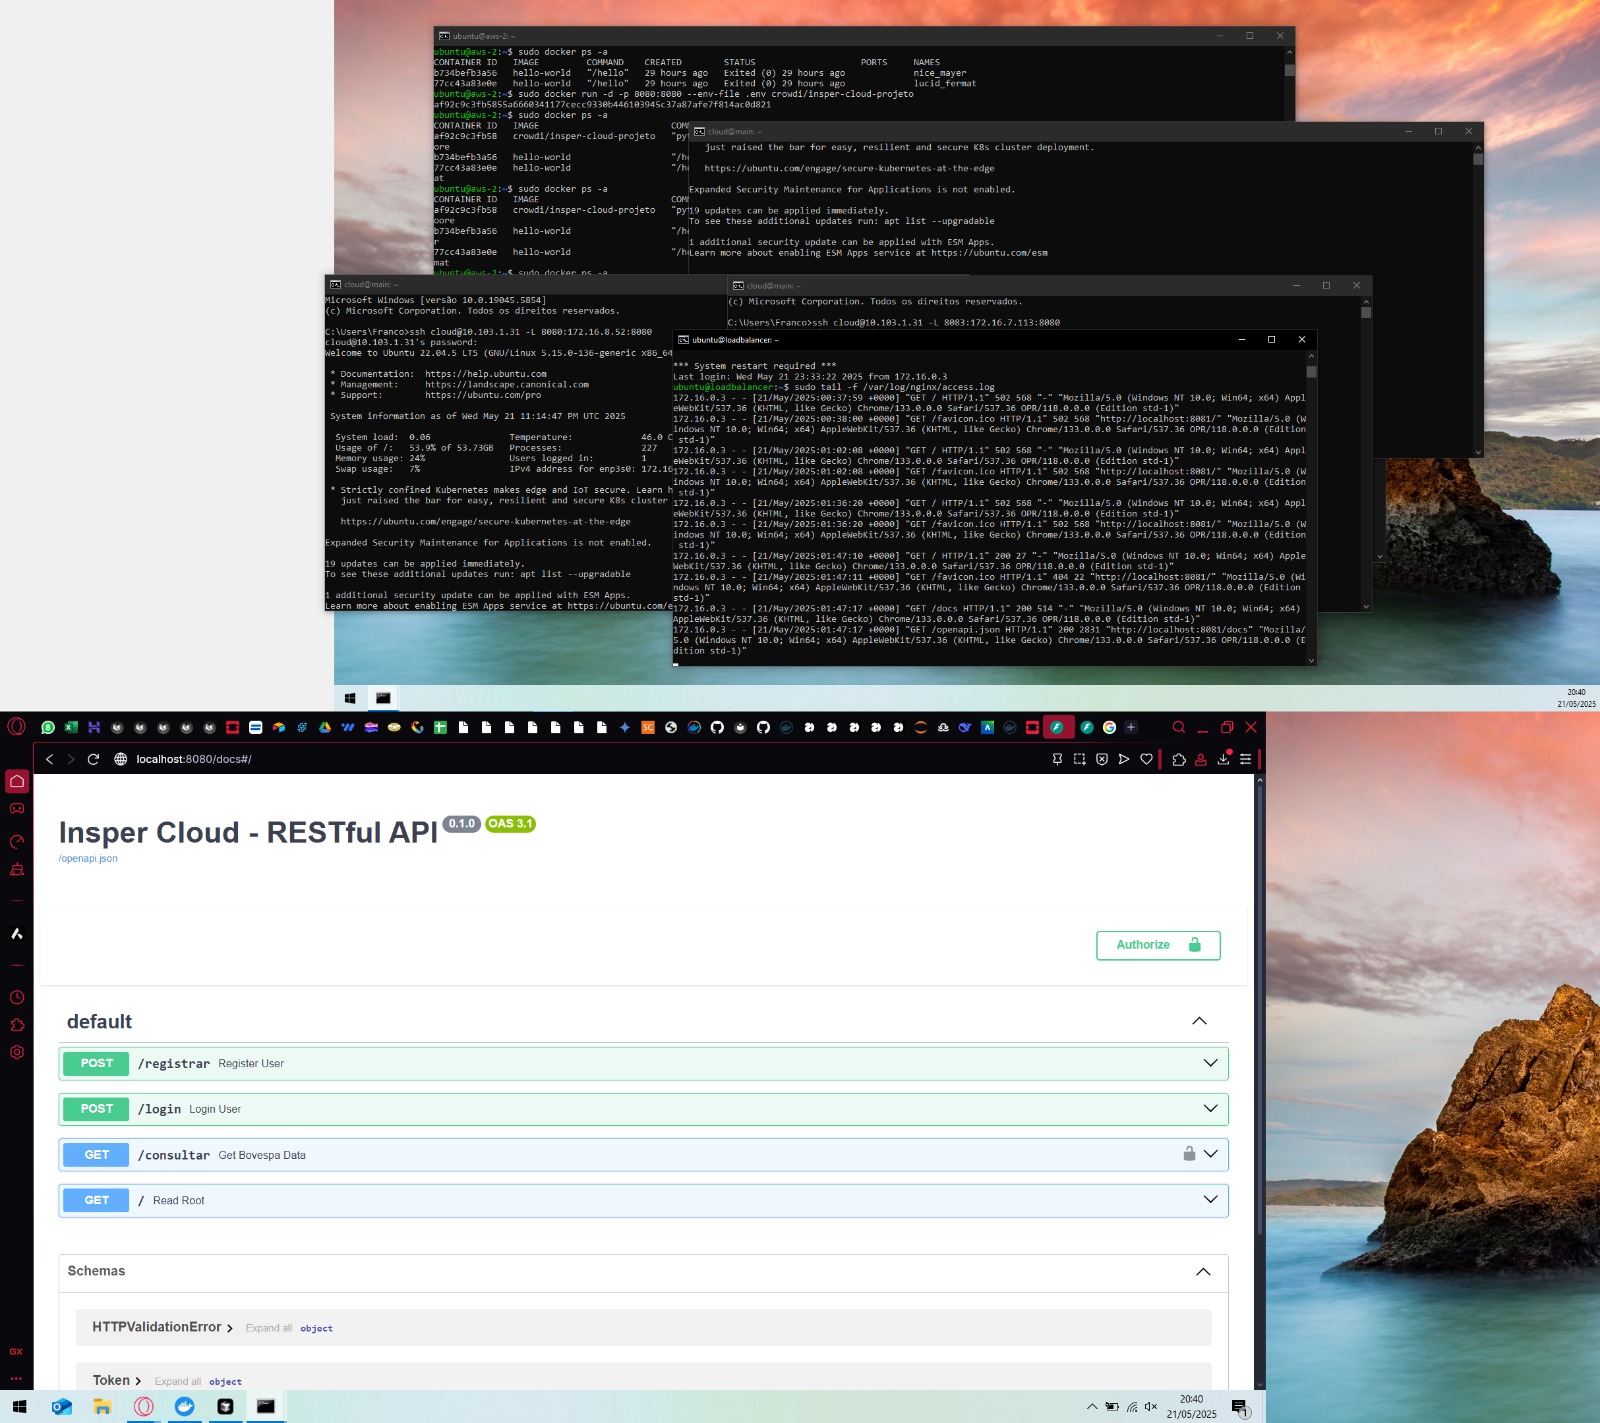 ubuntu@aws-2: ~
ubuntu@aws-2:~$ sudo docker ps -a
CONTAINER ID   IMAGE   COMMAND   CREATED   STATUS   PORTS   NAMES
b734befb3a56   hello-world   "/hello"   29 hours ago   Exited (0) 29 hours ago   nice_mayer
77cc43a83e0e   hello-world   "/hello"   29 hours ago   Exited (0) 29 hours ago   lucid_fermat
ubuntu@aws-2:~$ sudo docker run -d -p 8080:8080 --env-file .env crowdi/insper-cloud-projeto
af92c9c3fb5855a6660341177cecc9330b446103945c37a87afe7f814ac0d821
ubuntu@aws-2:~$ sudo docker ps -a
CONTAINER ID   IMAGE   COM
af92c9c3fb58   crowdi/insper-cloud-projeto   "py
ore
b734befb3a56   hello-world   "/h
77cc43a83e0e   hello-world   "/h
at
ubuntu@aws-2:~$ sudo docker ps -a
CONTAINER ID   IMAGE   COM
af92c9c3fb58   crowdi/insper-cloud-projeto   "py
oore
b734befb3a56   hello-world   "/h
r
77cc43a83e0e   hello-world   "/h
mat
ubuntu@aws-2:~$ sudo docker ps -a
cloud@main: ~
just raised the bar for easy, resilient and secure K8s cluster deployment.
https://ubuntu.com/engage/secure-kubernetes-at-the-edge
Expanded Security Maintenance for Applications is not enabled.
19 updates can be applied immediately.
To see these additional updates run: apt list --upgradable
1 additional security update can be applied with ESM Apps.
Learn more about enabling ESM Apps service at https://ubuntu.com/esm
cloud@main: ~
Microsoft Windows [versão 10.0.19045.5854]
(c) Microsoft Corporation. Todos os direitos reservados.
C:\Users\Franco>ssh cloud@10.103.1.31 -L 8080:172.16.8.52:8080
cloud@10.103.1.31's password:
Welcome to Ubuntu 22.04.5 LTS (GNU/Linux 5.15.0-136-generic x86_64
* Documentation:  https://help.ubuntu.com
* Management:     https://landscape.canonical.com
* Support:        https://ubuntu.com/pro
System information as of Wed May 21 11:14:47 PM UTC 2025
System load:  0.06   Temperature:   46.0 C
Usage of /:   53.9% of 53.73GB   Processes:   227
Memory usage: 24%   Users logged in:   1
Swap usage:   7%   IPv4 address for enp3s0: 172.16
* Strictly confined Kubernetes makes edge and IoT secure. Learn h
just raised the bar for easy, resilient and secure K8s cluster
https://ubuntu.com/engage/secure-kubernetes-at-the-edge
Expanded Security Maintenance for Applications is not enabled.
19 updates can be applied immediately.
To see these additional updates run: apt list --upgradable
1 additional security update can be applied with ESM Apps.
Learn more about enabling ESM Apps service at https://ubuntu.com/e
cloud@main: ~
(c) Microsoft Corporation. Todos os direitos reservados.
C:\Users\Franco>ssh cloud@10.103.1.31 -L 8083:172.16.7.113:8080
ubuntu@loadbalancer: ~
*** System restart required ***
Last login: Wed May 21 23:33:22 2025 from 172.16.0.3
ubuntu@loadbalancer:~$ sudo tail -f /var/log/nginx/access.log
172.16.0.3 - - [21/May/2025:00:37:59 +0000] "GET / HTTP/1.1" 502 568 "-" "Mozilla/5.0 (Windows NT 10.0; Win64; x64) Appl
eWebKit/537.36 (KHTML, like Gecko) Chrome/133.0.0.0 Safari/537.36 OPR/118.0.0.0 (Edition std-1)"
172.16.0.3 - - [21/May/2025:00:38:00 +0000] "GET /favicon.ico HTTP/1.1" 502 568 "http://localhost:8081/" "Mozilla/5.0 (W
indows NT 10.0; Win64; x64) AppleWebKit/537.36 (KHTML, like Gecko) Chrome/133.0.0.0 Safari/537.36 OPR/118.0.0.0 (Edition
std-1)"
172.16.0.3 - - [21/May/2025:01:02:08 +0000] "GET / HTTP/1.1" 502 568 "-" "Mozilla/5.0 (Windows NT 10.0; Win64; x64) Appl
eWebKit/537.36 (KHTML, like Gecko) Chrome/133.0.0.0 Safari/537.36 OPR/118.0.0.0 (Edition std-1)"
172.16.0.3 - - [21/May/2025:01:02:08 +0000] "GET /favicon.ico HTTP/1.1" 502 568 "http://localhost:8081/" "Mozilla/5.0 (W
indows NT 10.0; Win64; x64) AppleWebKit/537.36 (KHTML, like Gecko) Chrome/133.0.0.0 Safari/537.36 OPR/118.0.0.0 (Edition
std-1)"
172.16.0.3 - - [21/May/2025:01:36:20 +0000] "GET / HTTP/1.1" 502 568 "-" "Mozilla/5.0 (Windows NT 10.0; Win64; x64) Appl
eWebKit/537.36 (KHTML, like Gecko) Chrome/133.0.0.0 Safari/537.36 OPR/118.0.0.0 (Edition std-1)"
172.16.0.3 - - [21/May/2025:01:36:20 +0000] "GET /favicon.ico HTTP/1.1" 502 568 "http://localhost:8081/" "Mozilla/5.0 (W
indows NT 10.0; Win64; x64) AppleWebKit/537.36 (KHTML, like Gecko) Chrome/133.0.0.0 Safari/537.36 OPR/118.0.0.0 (Edition
std-1)"
172.16.0.3 - - [21/May/2025:01:47:10 +0000] "GET / HTTP/1.1" 200 27 "-" "Mozilla/5.0 (Windows NT 10.0; Win64; x64) Apple
WebKit/537.36 (KHTML, like Gecko) Chrome/133.0.0.0 Safari/537.36 OPR/118.0.0.0 (Edition std-1)"
172.16.0.3 - - [21/May/2025:01:47:11 +0000] "GET /favicon.ico HTTP/1.1" 404 22 "http://localhost:8081/" "Mozilla/5.0 (Wi
ndows NT 10.0; Win64; x64) AppleWebKit/537.36 (KHTML, like Gecko) Chrome/133.0.0.0 Safari/537.36 OPR/118.0.0.0 (Edition
std-1)"
172.16.0.3 - - [21/May/2025:01:47:17 +0000] "GET /docs HTTP/1.1" 200 514 "-" "Mozilla/5.0 (Windows NT 10.0; Win64; x64)
AppleWebKit/537.36 (KHTML, like Gecko) Chrome/133.0.0.0 Safari/537.36 OPR/118.0.0.0 (Edition std-1)"
172.16.0.3 - - [21/May/2025:01:47:17 +0000] "GET /openapi.json HTTP/1.1" 200 2831 "http://localhost:8081/docs" "Mozilla/
5.0 (Windows NT 10.0; Win64; x64) AppleWebKit/537.36 (KHTML, like Gecko) Chrome/133.0.0.0 Safari/537.36 OPR/118.0.0.0 (E
dition std-1)"
20:40
21/05/2025
SC
localhost:8080/docs#/
Insper Cloud - RESTful API 0.1.0 OAS 3.1
/openapi.json
Authorize
default
POST /registrar Register User
POST /login Login User
GET /consultar Get Bovespa Data
GET / Read Root
Schemas
HTTPValidationError Expand all object
Token Expand all object
GX
20:40
21/05/2025
1